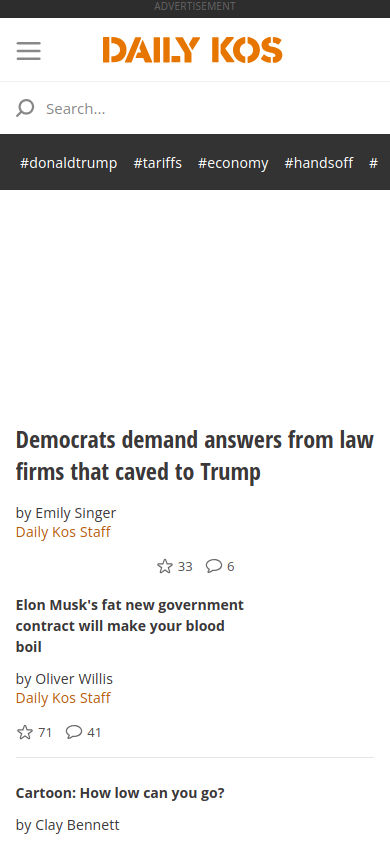 ADVERTISEMENT
DAILY KOS
Search...
#donaldtrump #tariffs #economy #handsoff #
Democrats demand answers from law
firms that caved to Trump
by Emily Singer
Daily Kos Staff
33 6
Elon Musk's fat new government
contract will make your blood
boil
by Oliver Willis
Daily Kos Staff
71 41
Cartoon: How low can you go?
by Clay Bennett